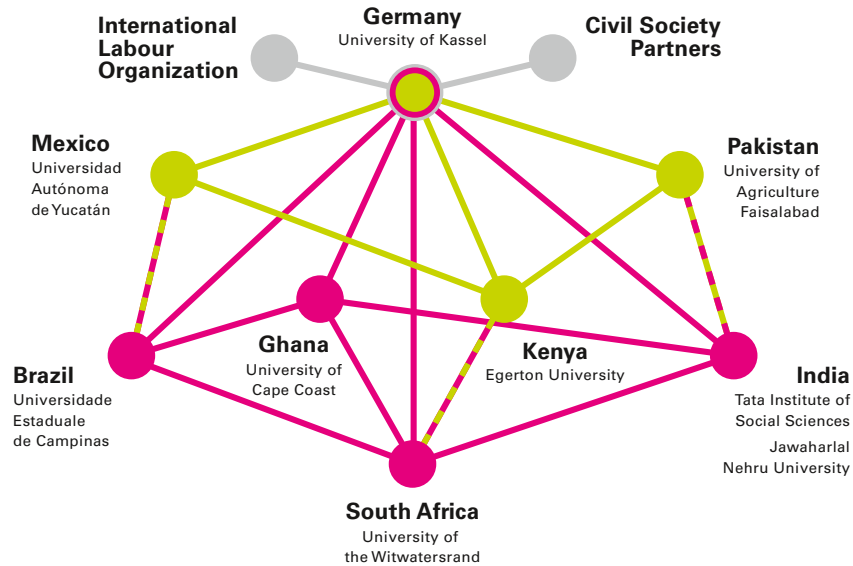 International
Labour
Organization
Germany
University of Kassel
Civil Society
Partners
Mexico
Universidad
Autónoma
de Yucatán
Pakistan
University of
Agriculture
Faisalabad
Ghana
University of
Cape Coast
Kenya
Egerton University
Brazil
Universidade
Estaduale
de Campinas
India
Tata Institute of
Social Sciences
Jawaharlal
Nehru University
South Africa
University of
the Witwatersrand